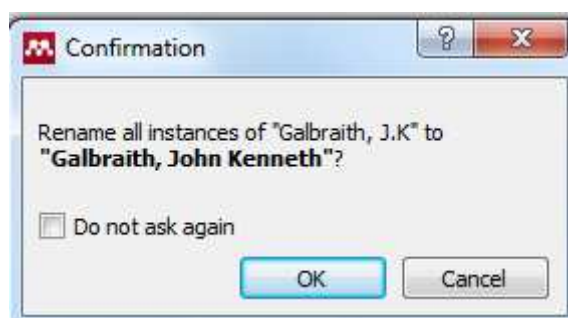 Confirmation
Rename all instances of "Galbraith, J.K" to
"Galbraith, John Kenneth"?
Do not ask again
OK Cancel